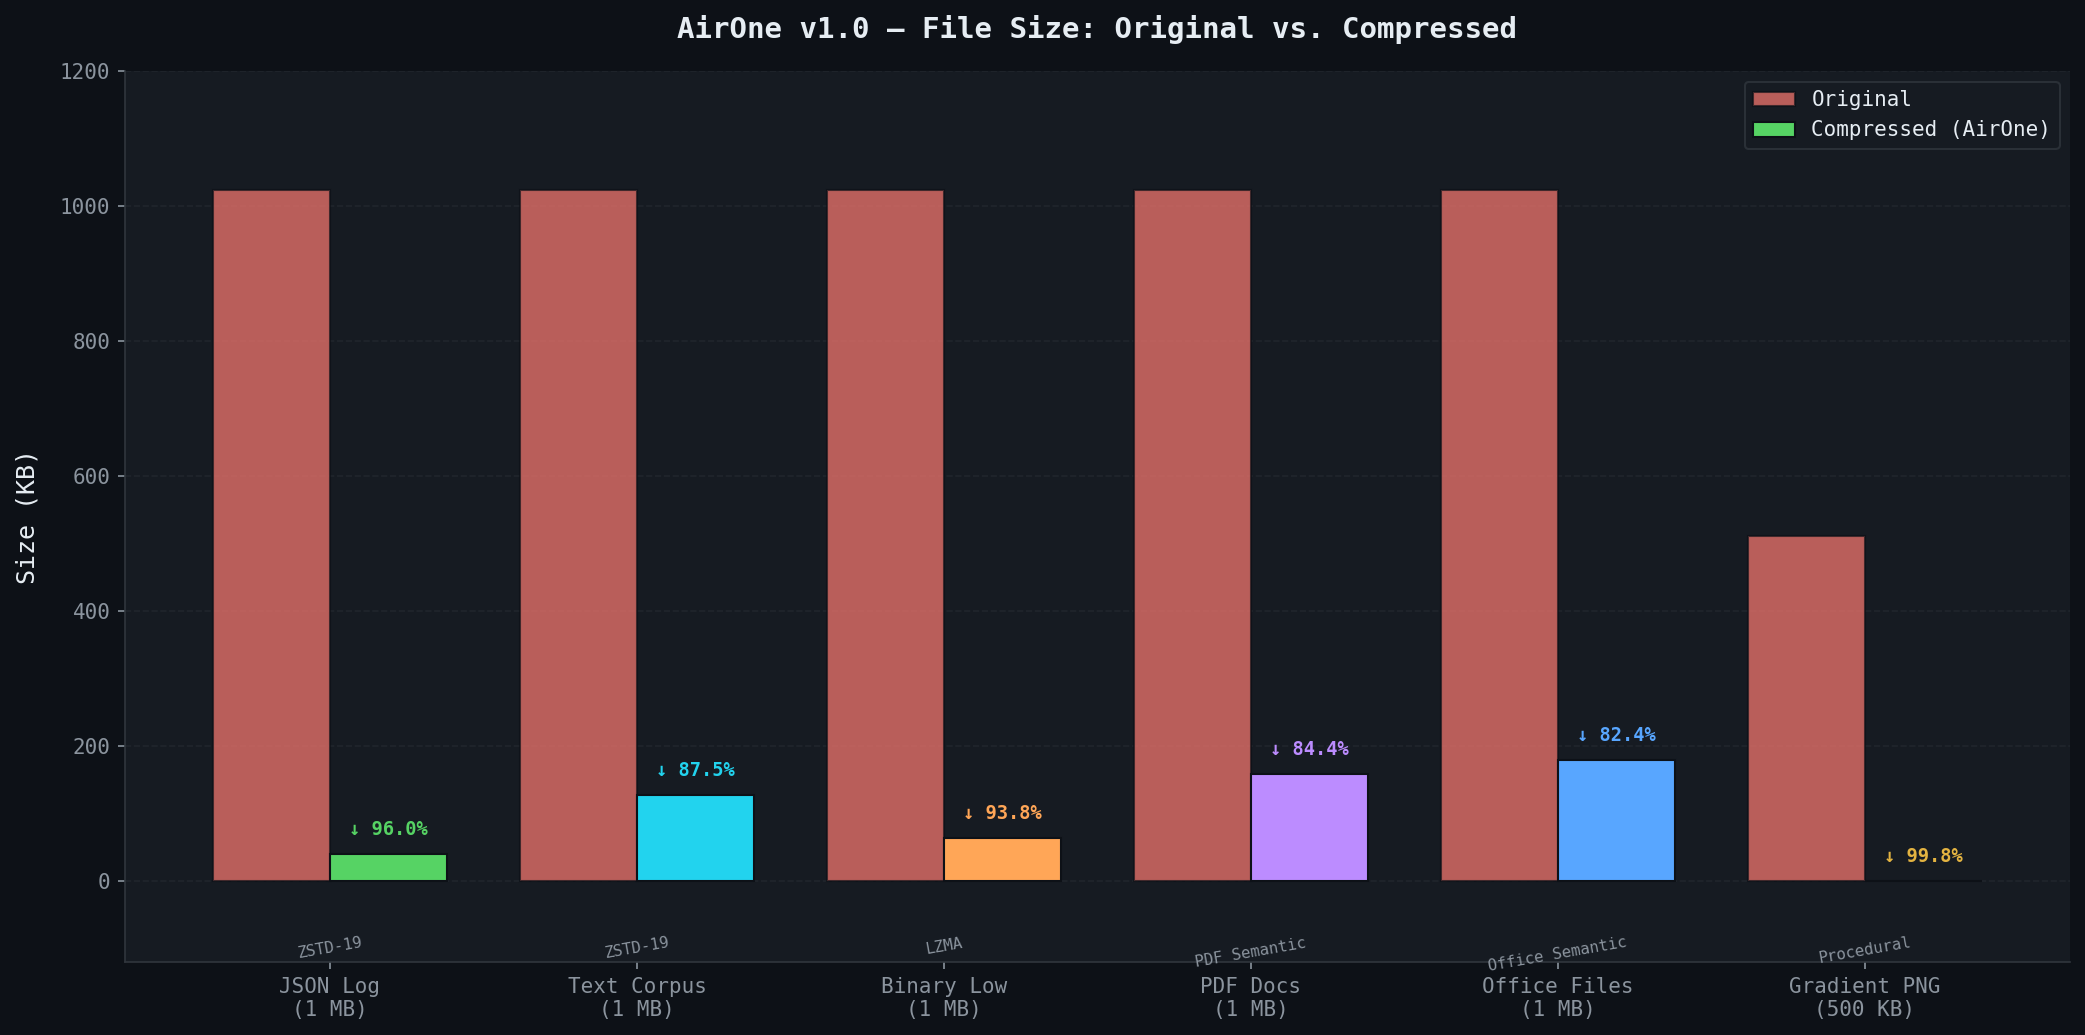 AirOne v1.0 — File Size: Original vs. Compressed
Original
Compressed (AirOne)
Size (KB)
1200
1000
800
600
400
200
0
↓ 96.0%
↓ 87.5%
↓ 93.8%
↓ 84.4%
↓ 82.4%
↓ 99.8%
ZSTD-19
ZSTD-19
LZMA
PDF Semantic
Office Semantic
Procedural
JSON Log
(1 MB)
Text Corpus
(1 MB)
Binary Low
(1 MB)
PDF Docs
(1 MB)
Office Files
(1 MB)
Gradient PNG
(500 KB)